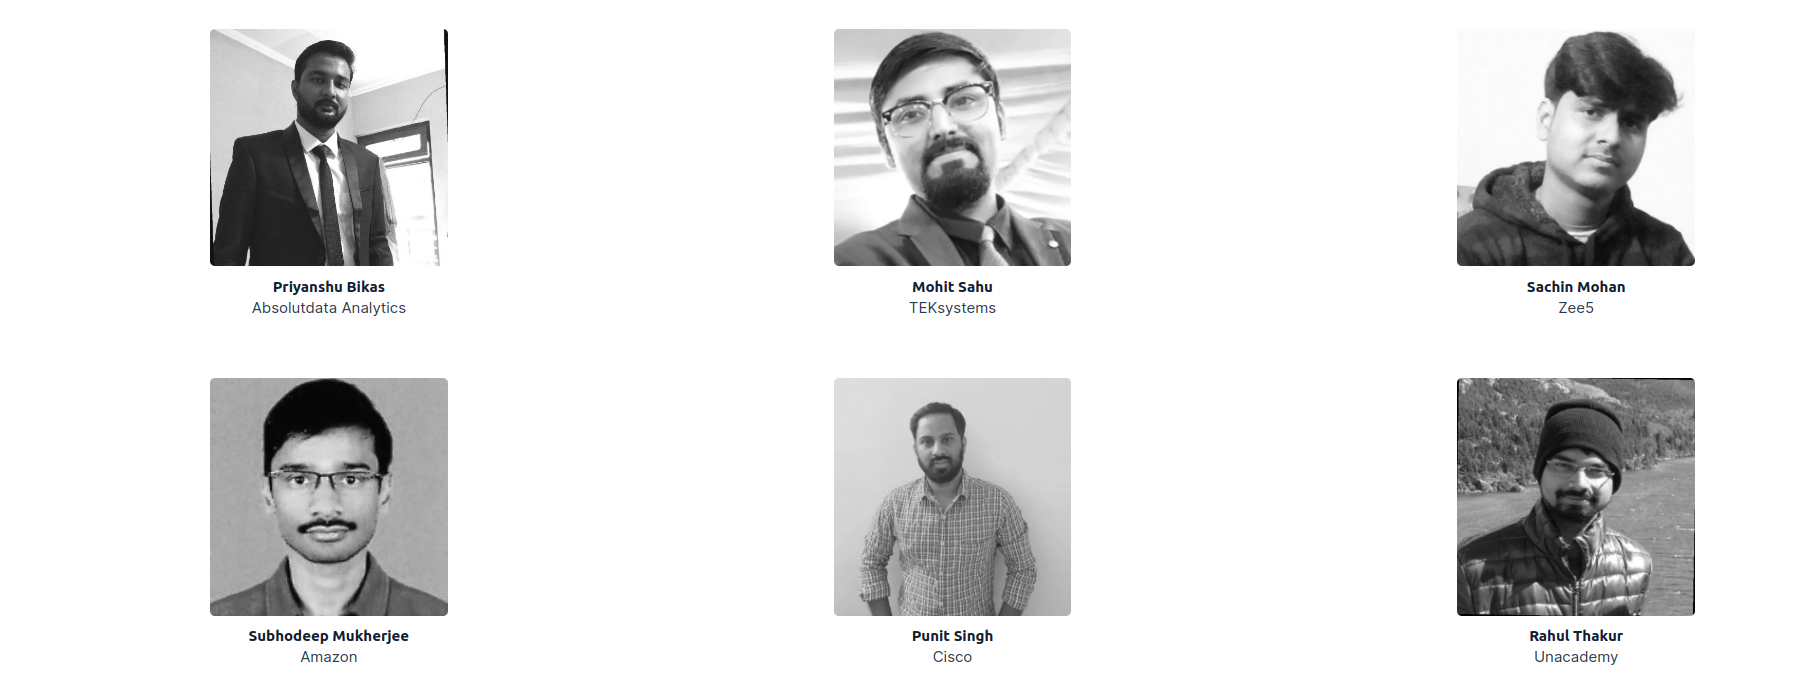 Priyanshu Bikas
Absolutdata Analytics
Mohit Sahu
TEKsystems
Sachin Mohan
Zee5
Subhodeep Mukherjee
Amazon
Punit Singh
Cisco
Rahul Thakur
Unacademy